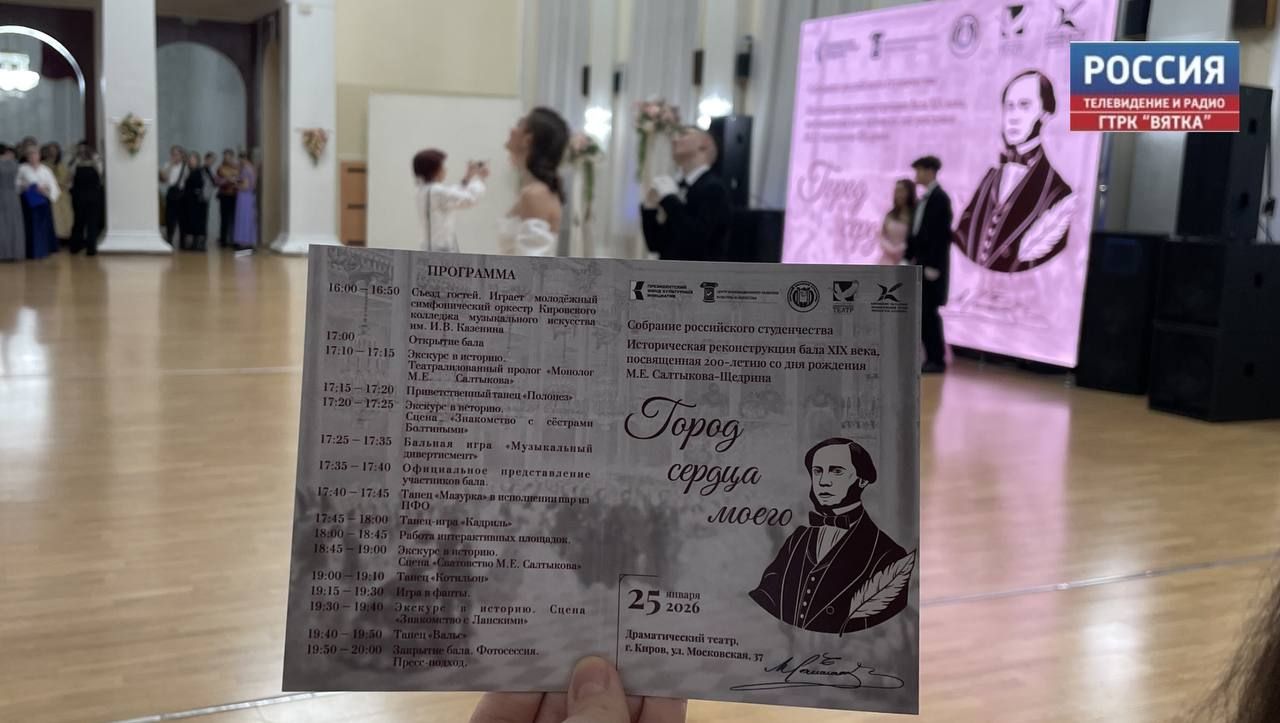 РОССИЯ
ТЕЛЕВИДЕНИЕ И РАДИО
ГТРК "ВЯТКА"
Город
ПРОГРАММА
16:00 — 16:50 Съезд гостей. Играет молодёжный
симфонический оркестр Кировского
колледжа музыкального искусства
им. И.В. Казенина
17:00 Открытие бала
17:10 — 17:15 Экскурс в историю.
Театрализованный пролог «Монолог
М.Е. Салтыкова»
17:15 — 17:20 Приветственный танец «Полонез»
17:20 — 17:25 Экскурс в историю.
Сцена «Знакомство с сёстрами
Болтиными»
17:25 — 17:35 Бальная игра «Музыкальный
дивертисмент»
17:35 — 17:40 Официальное представление
участников бала.
17:40 — 17:45 Танец «Мазурка» в исполнении пар из
ПФО
17:45 — 18:00 Танец-игра «Кадриль»
18:00 — 18:45 Работа интерактивных площадок.
18:45 — 19:00 Экскурс в историю.
Сцена «Сватовство М.Е. Салтыкова»
19:00 — 19:10 Танец «Котильон»
19:15 — 19:30 Игра в фанты.
19:30 — 19:40 Экскурс в историю. Сцена
«Знакомство с Ланскими»
19:40 — 19:50 Танец «Вальс»
19:50 — 20:00 Закрытие бала. Фотосессия.
Пресс-подход.
ПРЕЗИДЕНТСКИЙ
ФОНД КУЛЬТУРНЫХ
ИНИЦИАТИВ
ТЕАТР
Собрание российского студенчества
Историческая реконструкция бала XIX века,
посвященная 200-летию со дня рождения
М.Е. Салтыкова-Щедрина
Город
сердца
моего
25 января
2026
Драматический театр,
г. Киров, ул. Московская, 37